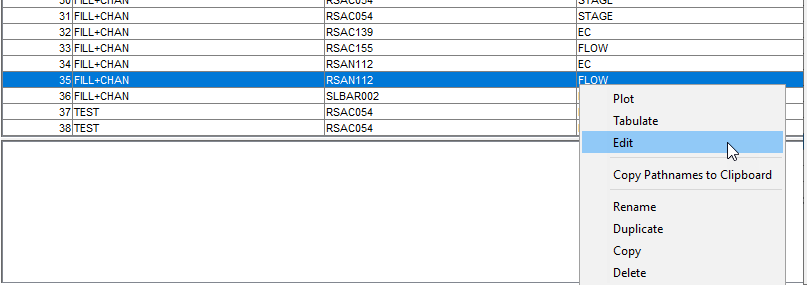 30 FILL+CHAN RSAC054 STAGE
31 FILL+CHAN RSAC054 STAGE
32 FILL+CHAN RSAC139 EC
33 FILL+CHAN RSAC155 FLOW
34 FILL+CHAN RSAN112 EC
35 FILL+CHAN RSAN112 FLOW
36 FILL+CHAN SLBAR002
37 TEST RSAC054
38 TEST RSAC054
Plot
Tabulate
Edit
Copy Pathnames to Clipboard
Rename
Duplicate
Copy
Delete